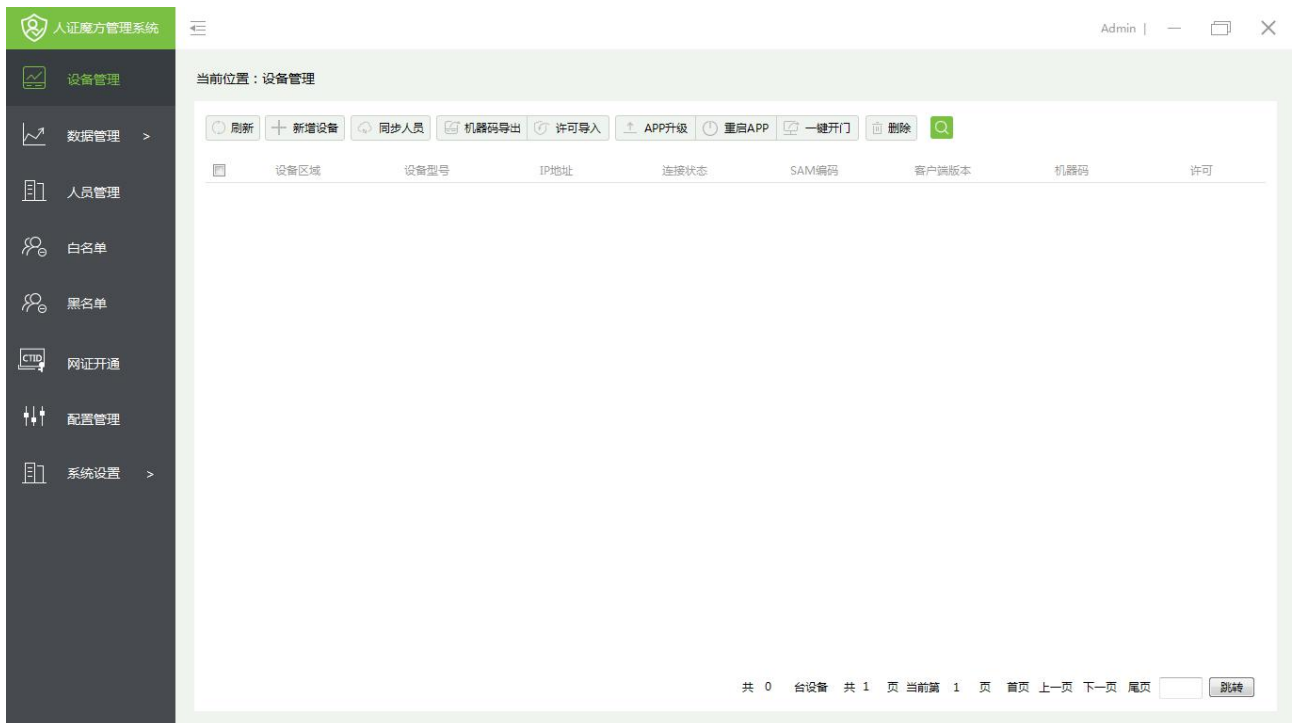 人证魔方管理系统
Admin |
设备管理
数据管理 >
人员管理
白名单
黑名单
CTID 网证开通
配置管理
系统设置 >
当前位置：设备管理
刷新 新增设备 同步人员 机器码导出 许可导入 APP升级 重启APP 一键开门 删除
设备区域 设备型号 IP地址 连接状态 SAM编码 客户端版本 机器码 许可
共 0 台设备 共 1 页 当前第 1 页 首页 上一页 下一页 尾页 跳转